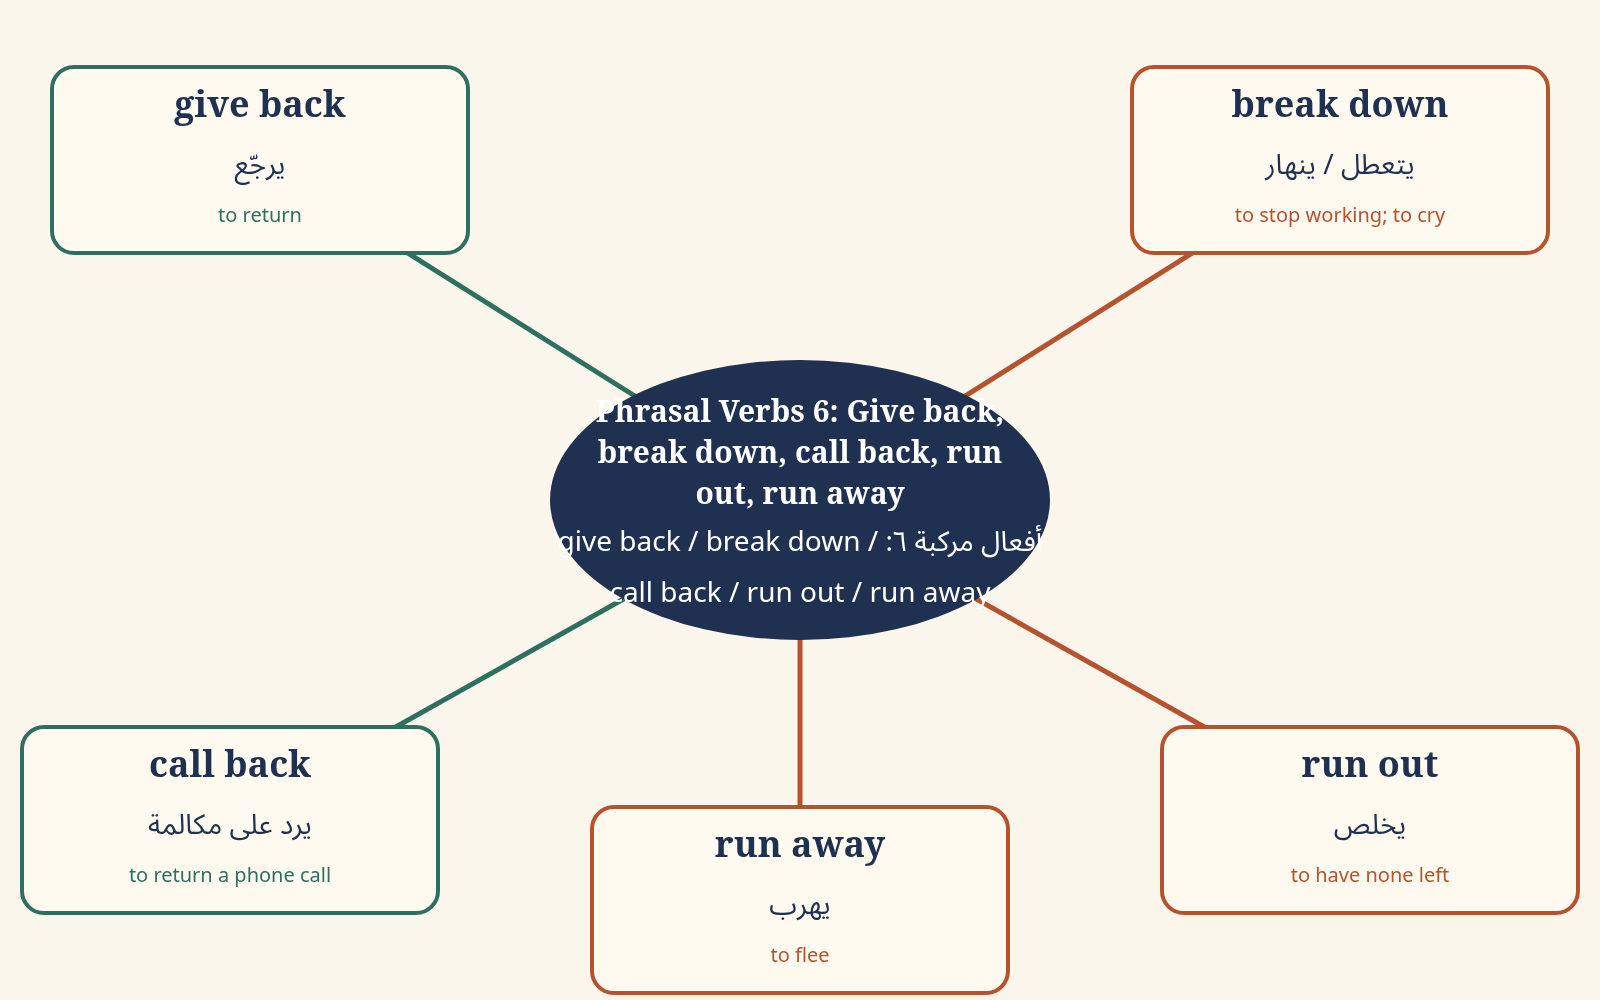 give back
يرجّع
to return
break down
يتعطل / ينهار
to stop working; to cry
Phrasal Verbs 6: Give back,
break down, call back, run
out, run away
أفعال مركبة ٦: give back / break down /
call back / run out / run away
call back
يرد على مكالمة
to return a phone call
run away
يهرب
to flee
run out
يخلص
to have none left